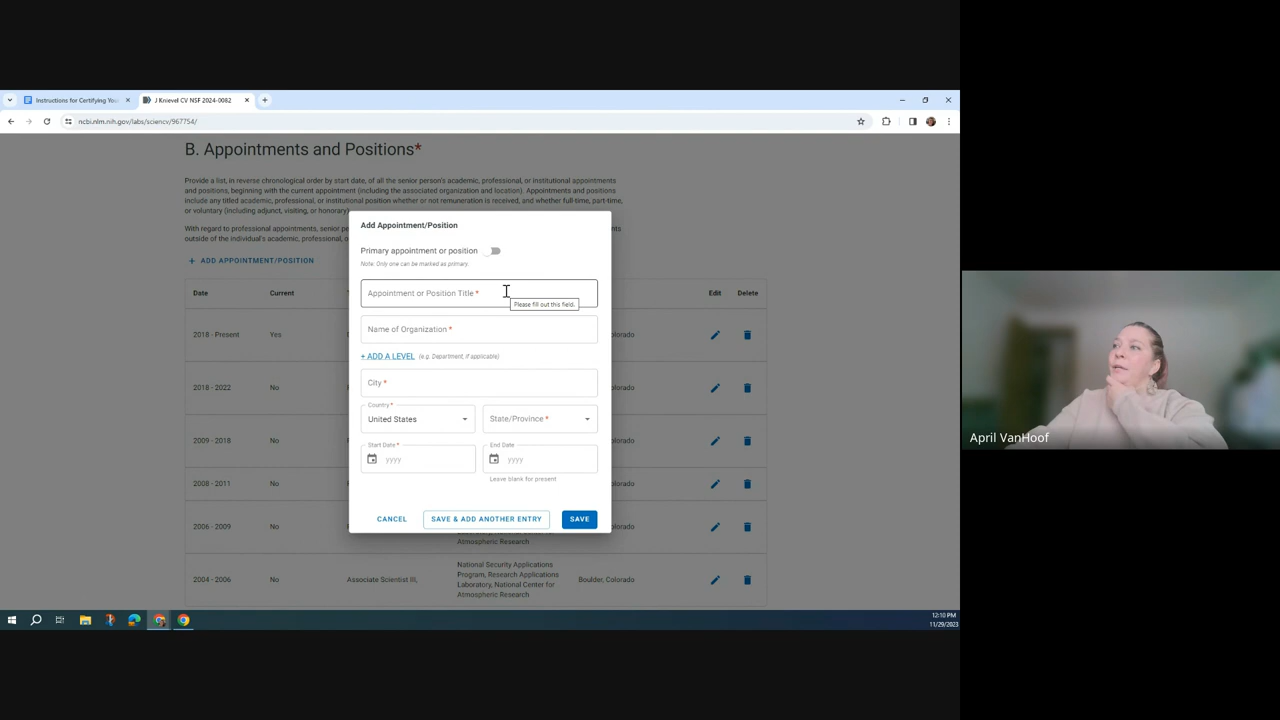 Instructions for Certifying You
J Knievel CV NSF 2024-0082
ncbi.nlm.nih.gov/labs/sciencv/967754/
B. Appointments and Positions*
Provide a list, in reverse chronological order by start date, of all the senior person's academic, professional, or institutional appointments
and positions, beginning with the current appointment (including the associated organization and location). Appointments and positions
include any titled academic, professional, or institutional position whether or not remuneration is received, and whether full-time, part-time,
or voluntary (including adjunct, visiting, or honorary)
With regard to professional appointments, senior pe
outside of the individual's academic, professional, o
+ ADD APPOINTMENT/POSITION
Date Current Edit Delete
2018 - Present Yes olorado
2018 - 2022 No olorado
2009 - 2018 No olorado
2008 - 2011 No olorado
2006 - 2009 No olorado
Atmospheric Research
2004 - 2006 No Associate Scientist III, National Security Applications Program, Research Applications Laboratory, National Center for Atmospheric Research Boulder, Colorado
Add Appointment/Position
Primary appointment or position
Note: Only one can be marked as primary.
Appointment or Position Title *
Please fill out this field.
Name of Organization *
+ ADD A LEVEL (e.g. Department, if applicable)
City *
Country *
United States
State/Province *
Start Date *
yyyy
End Date
yyyy
Leave blank for present
CANCEL SAVE & ADD ANOTHER ENTRY SAVE
12:10 PM
11/29/2023
April VanHoof